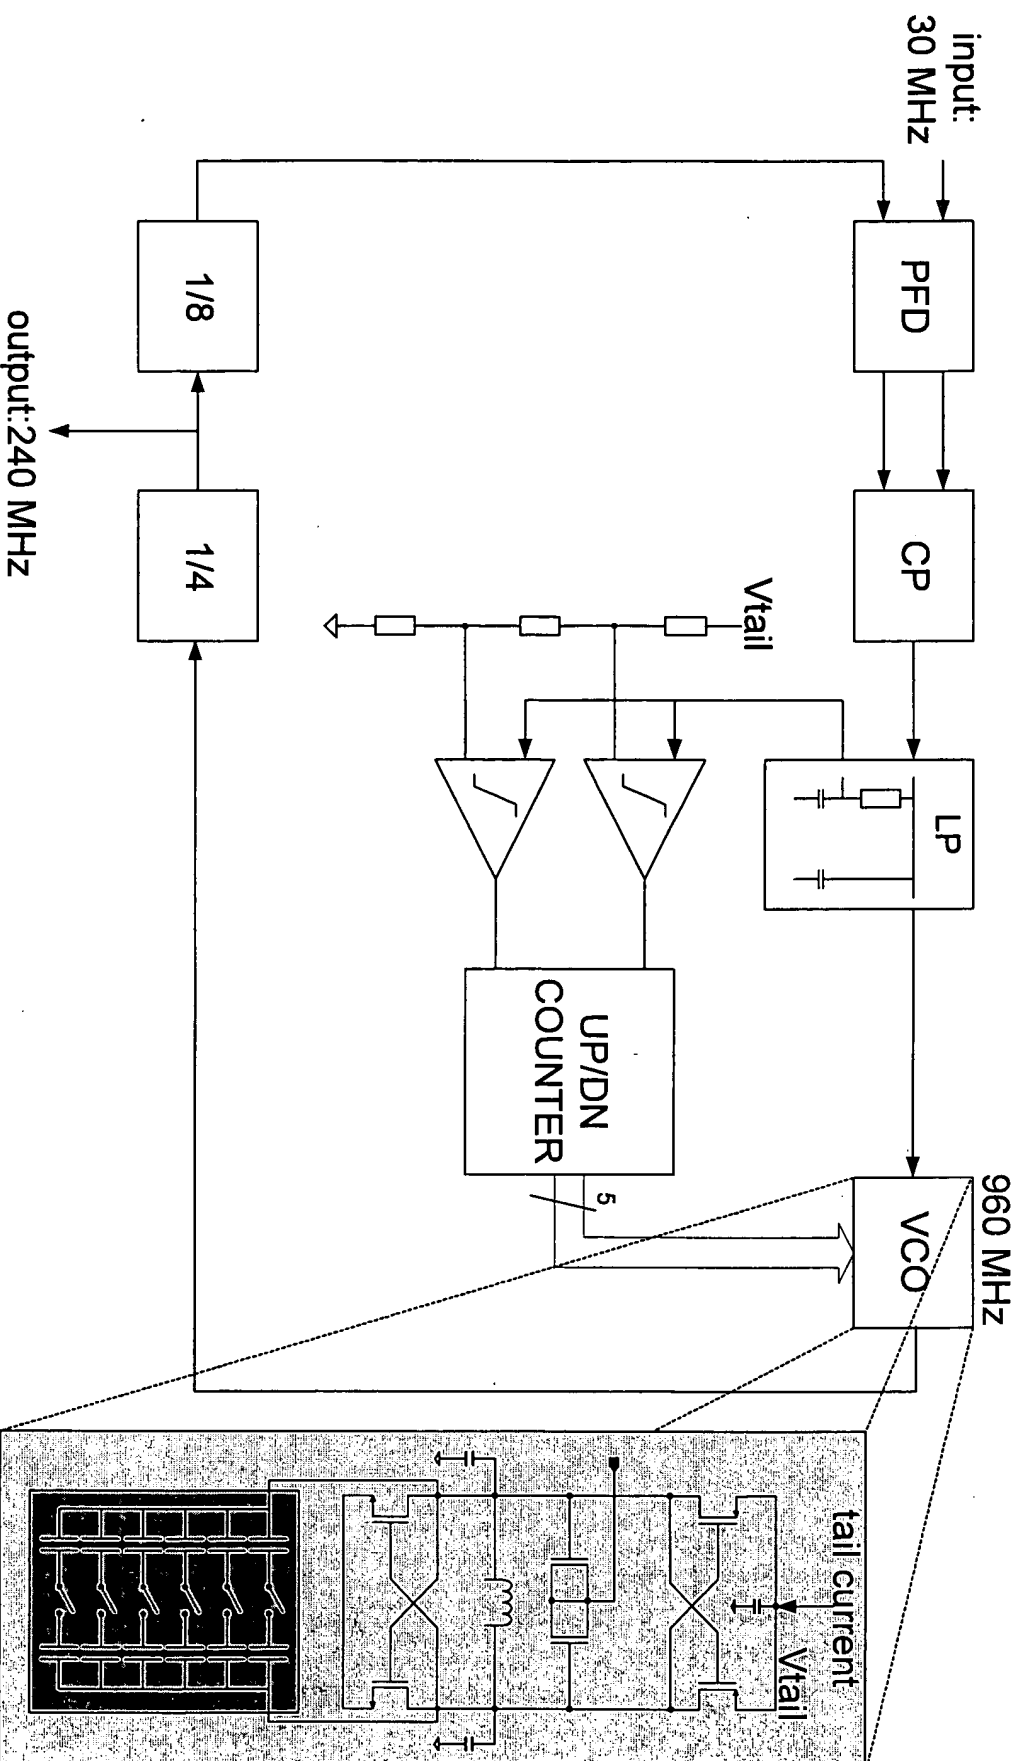 input:
30 MHz
PFD
CP
LP
960 MHz
VCO
Vtail
UP/DN
COUNTER
5
1/8
1/4
output:240 MHz
tail current
Vtail